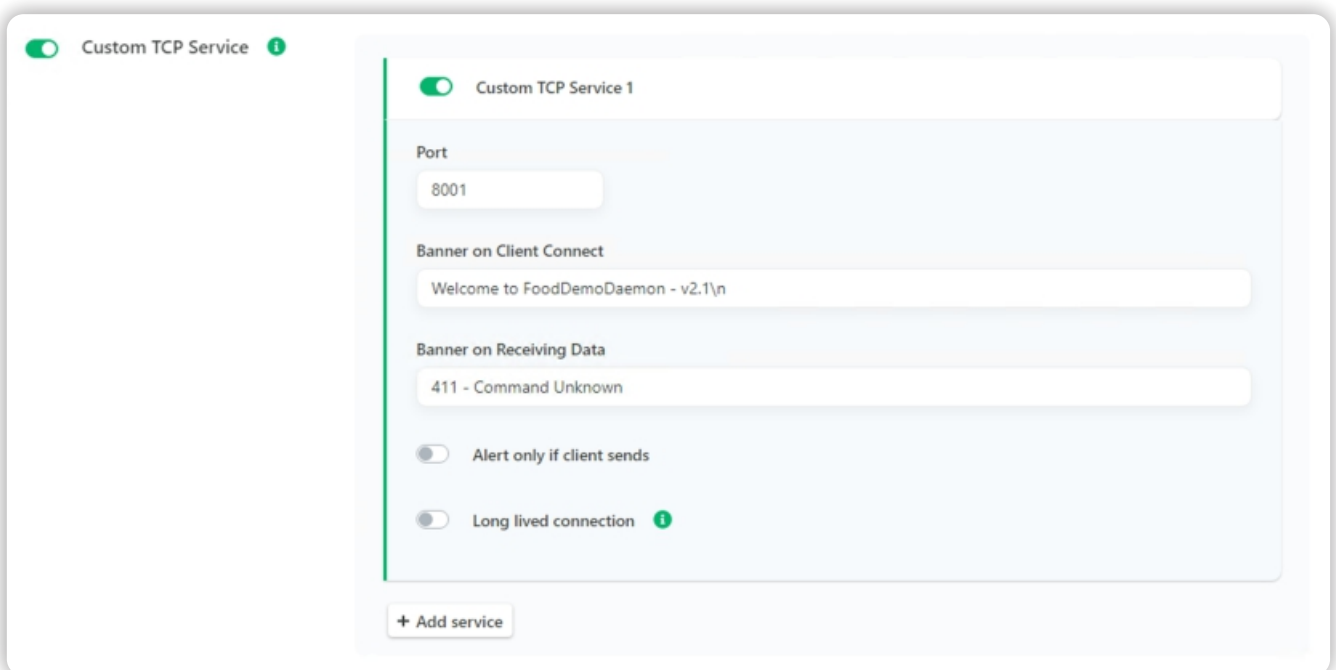 Custom TCP Service
Custom TCP Service 1
Port
8001
Banner on Client Connect
Welcome to FoodDemoDaemon - v2.1\n
Banner on Receiving Data
411 - Command Unknown
Alert only if client sends
Long lived connection
+ Add service